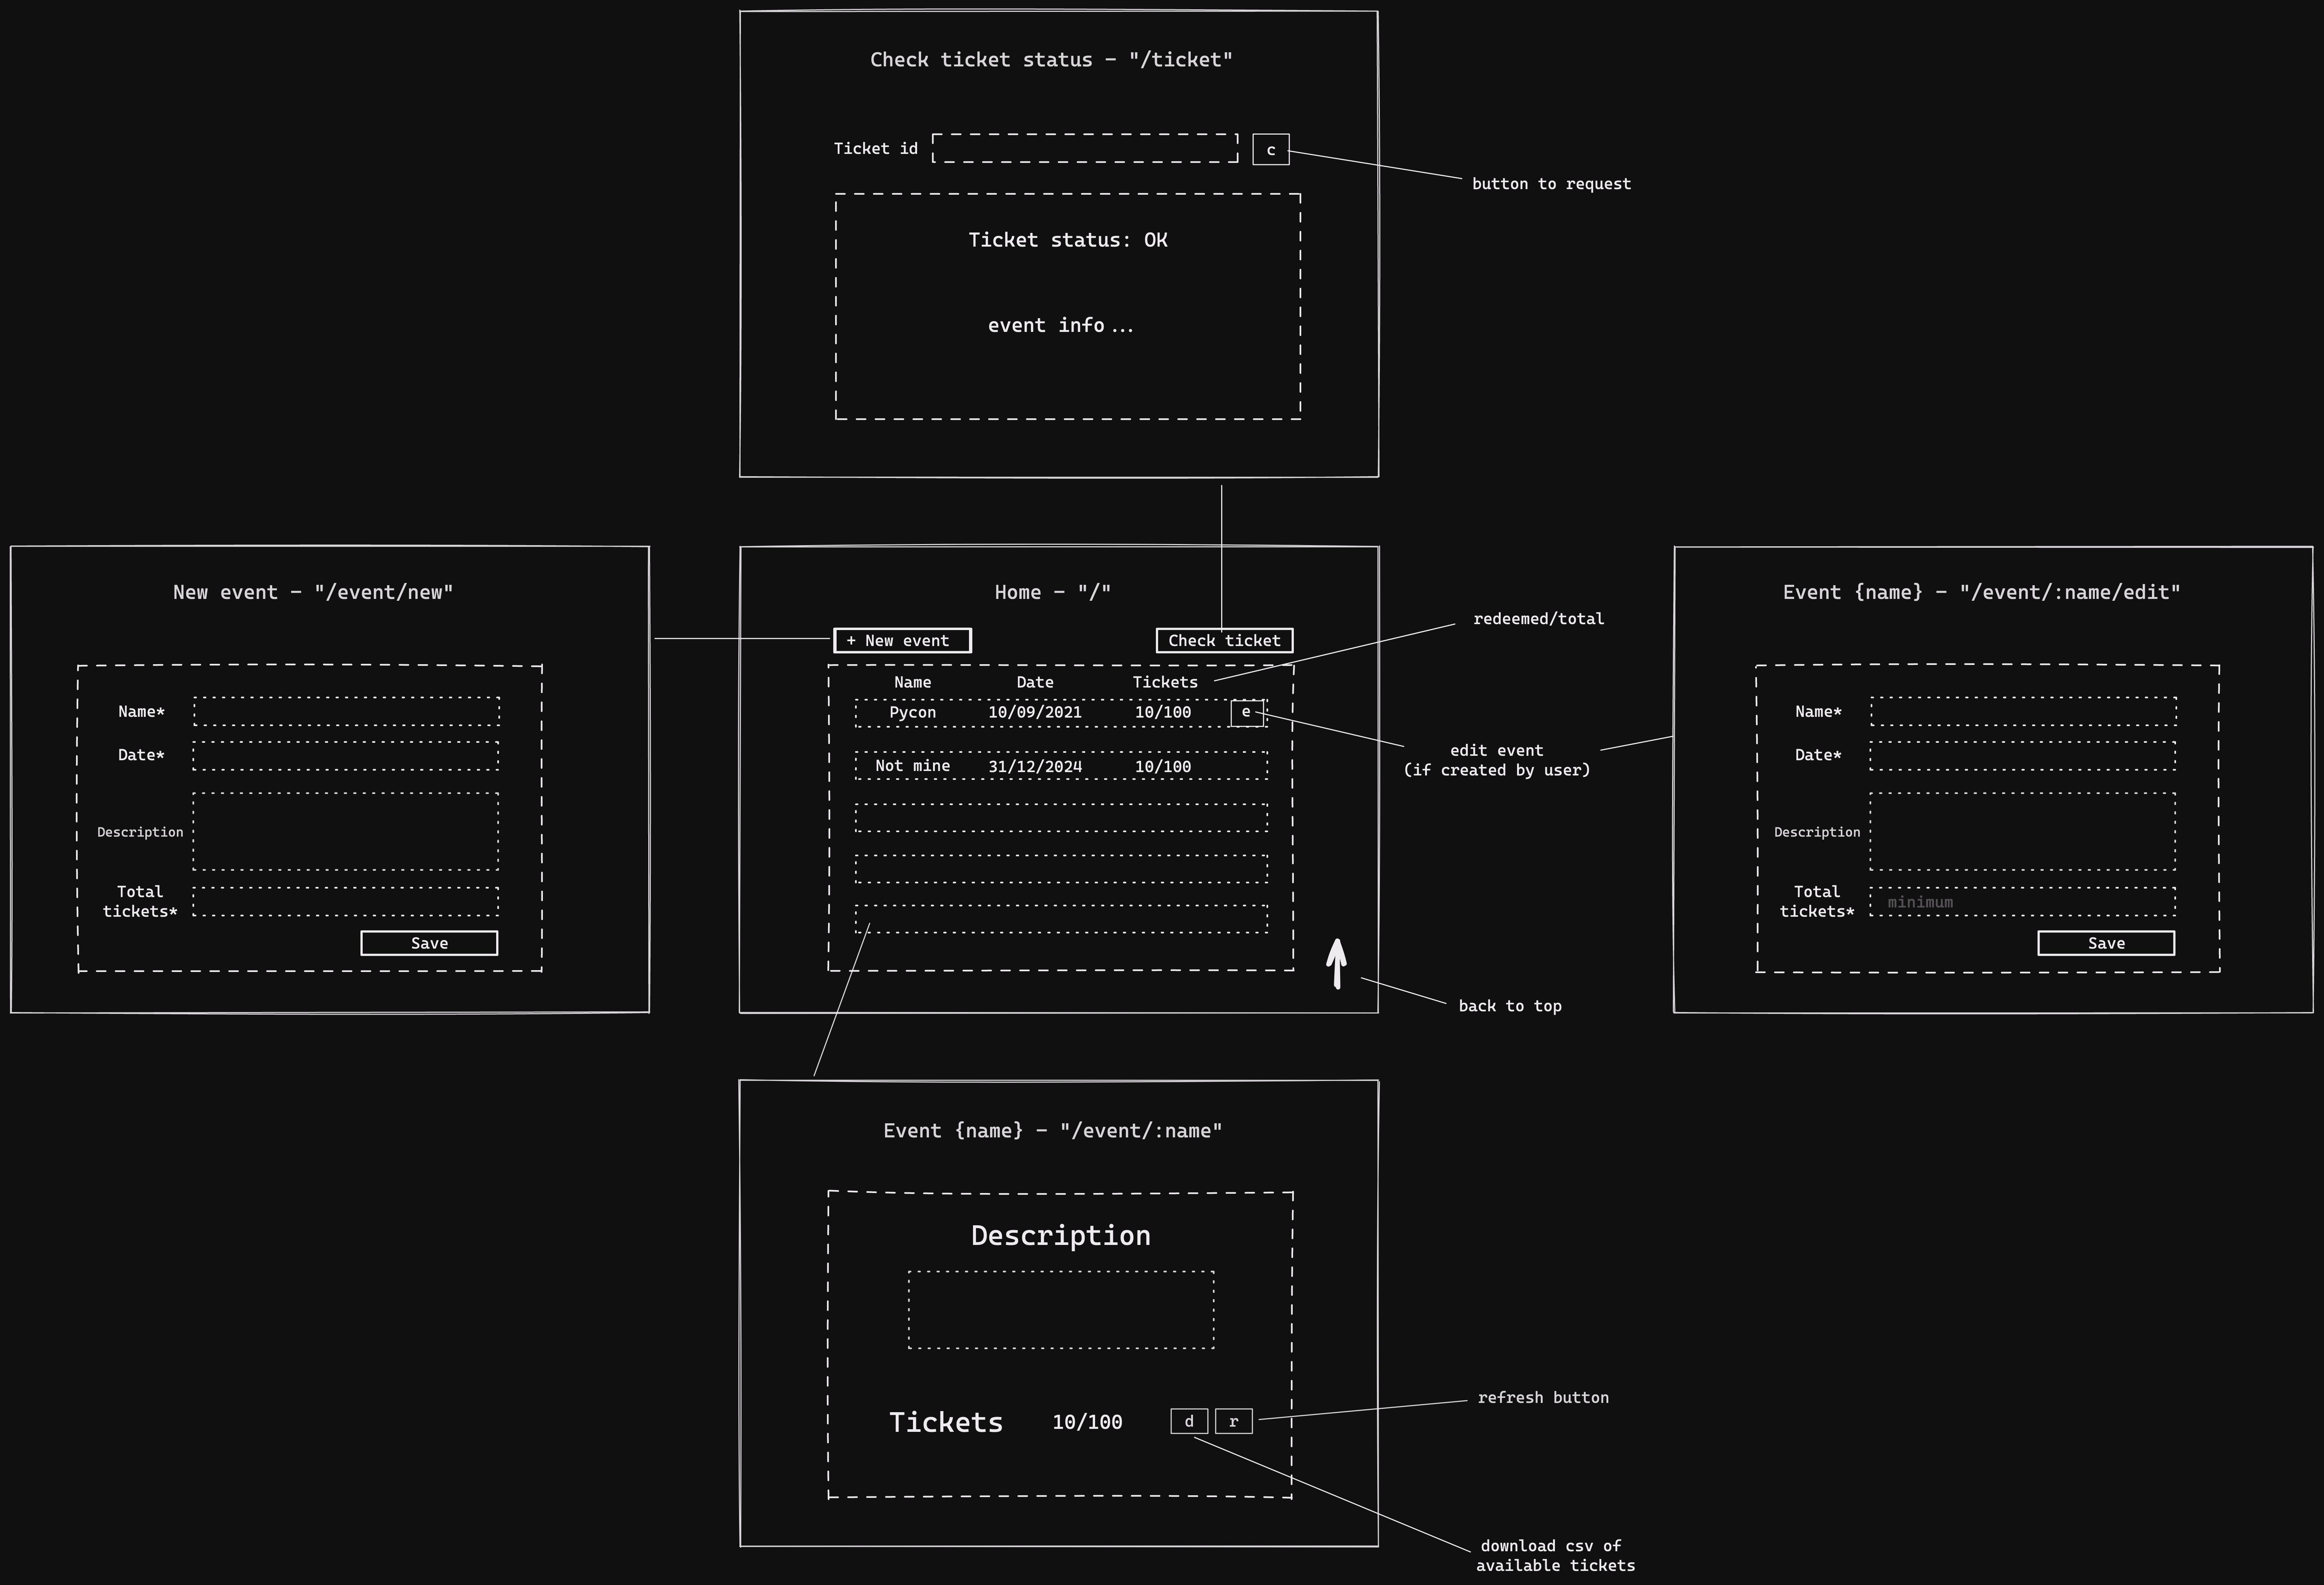 Check ticket status - "/ticket"
Ticket id
c
button to request
Ticket status: OK
event info...
New event - "/event/new"
Name*
Date*
Description
Total
tickets*
Save
Home - "/"
+ New event
Check ticket
redeemed/total
Name Date Tickets
Pycon 10/09/2021 10/100 e
Not mine 31/12/2024 10/100
edit event
(if created by user)
back to top
Event {name} - "/event/:name/edit"
Name*
Date*
Description
Total
tickets*
minimum
Save
Event {name} - "/event/:name"
Description
Tickets 10/100 d r
refresh button
download csv of
available tickets